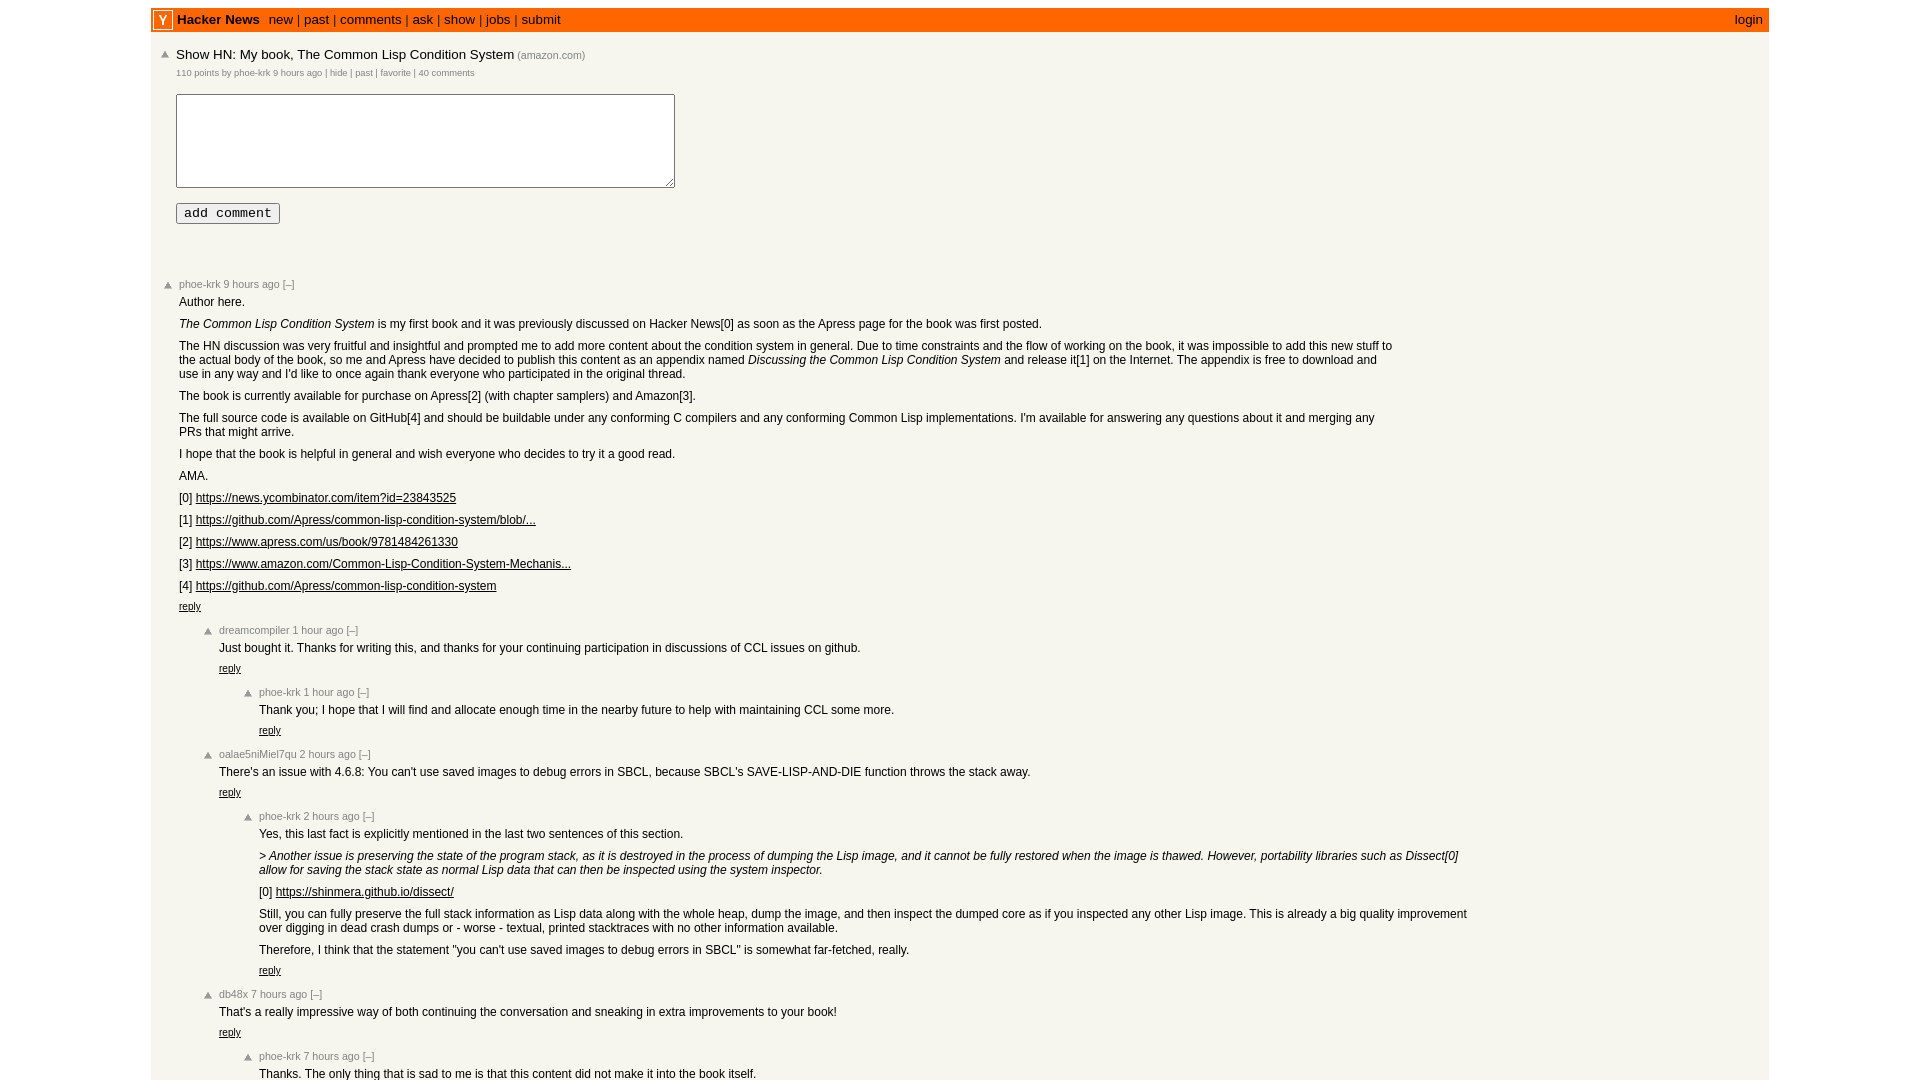 Y Hacker News new | past | comments | ask | show | jobs | submit login
Show HN: My book, The Common Lisp Condition System (amazon.com)
110 points by phoe-krk 9 hours ago | hide | past | favorite | 40 comments
add comment
phoe-krk 9 hours ago [–]
Author here.
The Common Lisp Condition System is my first book and it was previously discussed on Hacker News[0] as soon as the Apress page for the book was first posted.
The HN discussion was very fruitful and insightful and prompted me to add more content about the condition system in general. Due to time constraints and the flow of working on the book, it was impossible to add this new stuff to
the actual body of the book, so me and Apress have decided to publish this content as an appendix named Discussing the Common Lisp Condition System and release it[1] on the Internet. The appendix is free to download and
use in any way and I'd like to once again thank everyone who participated in the original thread.
The book is currently available for purchase on Apress[2] (with chapter samplers) and Amazon[3].
The full source code is available on GitHub[4] and should be buildable under any conforming C compilers and any conforming Common Lisp implementations. I'm available for answering any questions about it and merging any
PRs that might arrive.
I hope that the book is helpful in general and wish everyone who decides to try it a good read.
AMA.
[0] https://news.ycombinator.com/item?id=23843525
[1] https://github.com/Apress/common-lisp-condition-system/blob/...
[2] https://www.apress.com/us/book/9781484261330
[3] https://www.amazon.com/Common-Lisp-Condition-System-Mechanis...
[4] https://github.com/Apress/common-lisp-condition-system
reply
dreamcompiler 1 hour ago [–]
Just bought it. Thanks for writing this, and thanks for your continuing participation in discussions of CCL issues on github.
reply
phoe-krk 1 hour ago [–]
Thank you; I hope that I will find and allocate enough time in the nearby future to help with maintaining CCL some more.
reply
oalae5niMiel7qu 2 hours ago [–]
There's an issue with 4.6.8: You can't use saved images to debug errors in SBCL, because SBCL's SAVE-LISP-AND-DIE function throws the stack away.
reply
phoe-krk 2 hours ago [–]
Yes, this last fact is explicitly mentioned in the last two sentences of this section.
> Another issue is preserving the state of the program stack, as it is destroyed in the process of dumping the Lisp image, and it cannot be fully restored when the image is thawed. However, portability libraries such as Dissect[0]
allow for saving the stack state as normal Lisp data that can then be inspected using the system inspector.
[0] https://shinmera.github.io/dissect/
Still, you can fully preserve the full stack information as Lisp data along with the whole heap, dump the image, and then inspect the dumped core as if you inspected any other Lisp image. This is already a big quality improvement
over digging in dead crash dumps or - worse - textual, printed stacktraces with no other information available.
Therefore, I think that the statement "you can't use saved images to debug errors in SBCL" is somewhat far-fetched, really.
reply
db48x 7 hours ago [–]
That's a really impressive way of both continuing the conversation and sneaking in extra improvements to your book!
reply
phoe-krk 7 hours ago [–]
Thanks. The only thing that is sad to me is that this content did not make it into the book itself.